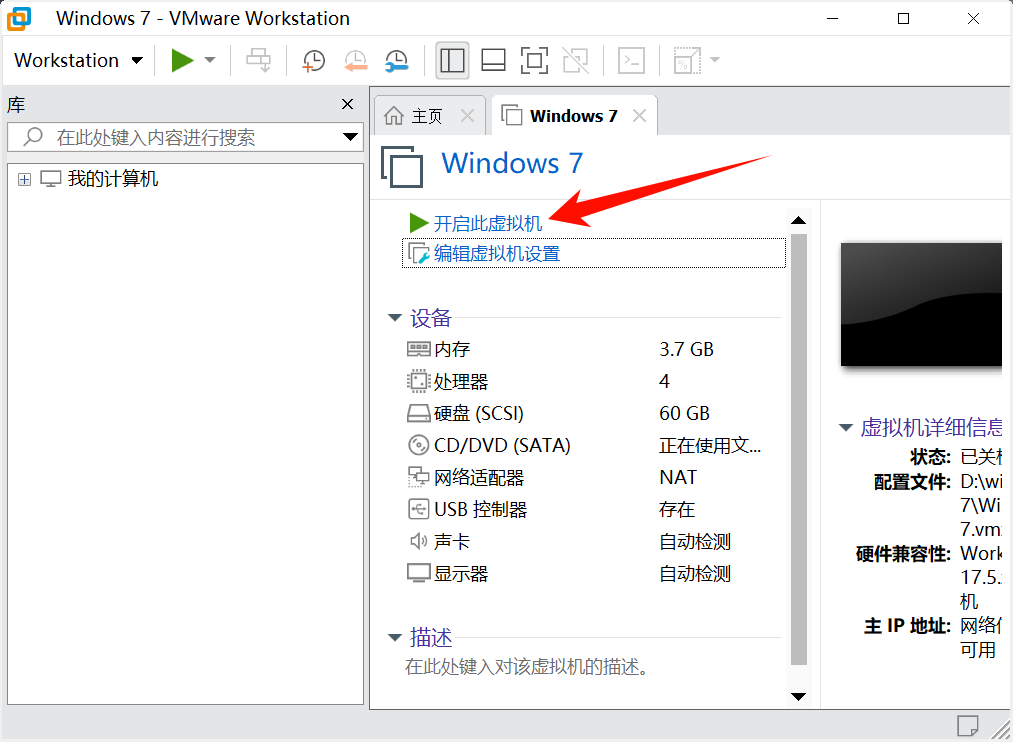 Windows 7 - VMware Workstation
Workstation
库
在此处键入内容进行搜索
我的计算机
主页
Windows 7
Windows 7
开启此虚拟机
编辑虚拟机设置
设备
内存 3.7 GB
处理器 4
硬盘 (SCSI) 60 GB
CD/DVD (SATA) 正在使用文...
网络适配器 NAT
USB 控制器 存在
声卡 自动检测
显示器 自动检测
描述
在此处键入对该虚拟机的描述。
虚拟机详细信息
状态: 已关
配置文件: D:\wi
7\Wi
7.vm
硬件兼容性: Work
17.5.
机
主 IP 地址: 网络
可用